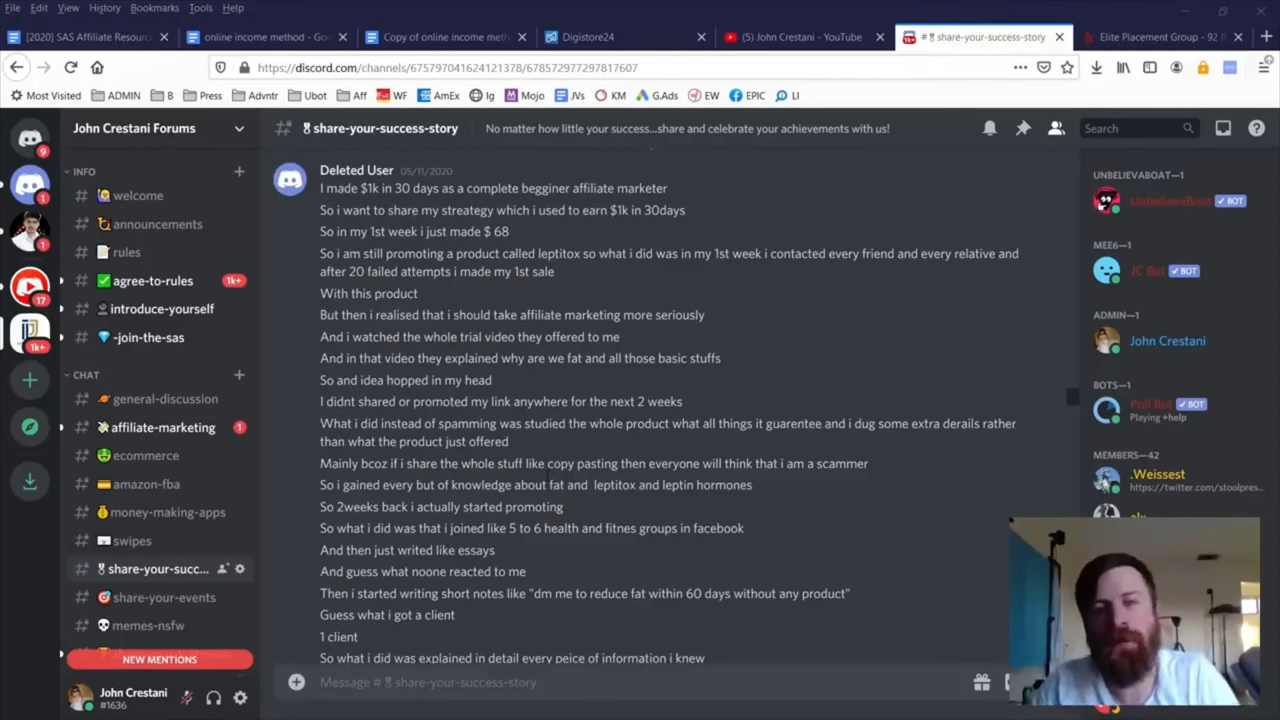 File Edit View History Bookmarks Tools Help
[2020] SAS Affiliate Resourc
online income method - Goo
Copy of online income meth
Digistore24
(5) John Crestani - YouTube
# share-your-success-story
Elite Placement Group - 92 R
https://discord.com/channels/675797041624121378/678572977297817607
Most Visited ADMIN B Press Advntr Ubot Aff WF AmEx Ig Mojo JVs KM G.Ads EW EPIC LI
John Crestani Forums
# share-your-success-story
No matter how little your success...share and celebrate your achievements with us!
Search
9
1
1
17
1k+
INFO
# welcome
# announcements
# rules
# agree-to-rules 1k+
# introduce-yourself
# -join-the-sas
CHAT
# general-discussion
# affiliate-marketing 1
# ecommerce
# amazon-fba
# money-making-apps
# swipes
# share-your-succ...
# share-your-events
# memes-nsfw
NEW MENTIONS
John Crestani
#1636
Deleted User 05/11/2020
I made $1k in 30 days as a complete begginer affiliate marketer
So i want to share my streategy which i used to earn $1k in 30days
So in my 1st week i just made $ 68
So i am still promoting a product called leptitox so what i did was in my 1st week i contacted every friend and every relative and
after 20 failed attempts i made my 1st sale
With this product
But then i realised that i should take affiliate marketing more seriously
And i watched the whole trial video they offered to me
And in that video they explained why are we fat and all those basic stuffs
So and idea hopped in my head
I didnt shared or promoted my link anywhere for the next 2 weeks
What i did instead of spamming was studied the whole product what all things it guarentee and i dug some extra derails rather
than what the product just offered
Mainly bcoz if i share the whole stuff like copy pasting then everyone will think that i am a scammer
So i gained every but of knowledge about fat and leptitox and leptin hormones
So 2weeks back i actually started promoting
So what i did was that i joined like 5 to 6 health and fitnes groups in facebook
And then just writed like essays
And guess what noone reacted to me
Then i started writing short notes like "dm me to reduce fat within 60 days without any product"
Guess what i got a client
1 client
So what i did was explained in detail every peice of information i knew
Message # share-your-success-story
UNBELIEVABOAT—1
UnbelievaBoat BOT
MEE6—1
JC Bot BOT
ADMIN—1
John Crestani
BOTS—1
Poll Bot BOT
Playing +help
MEMBERS—42
.Weissest
https://twitter.com/stoolpres...